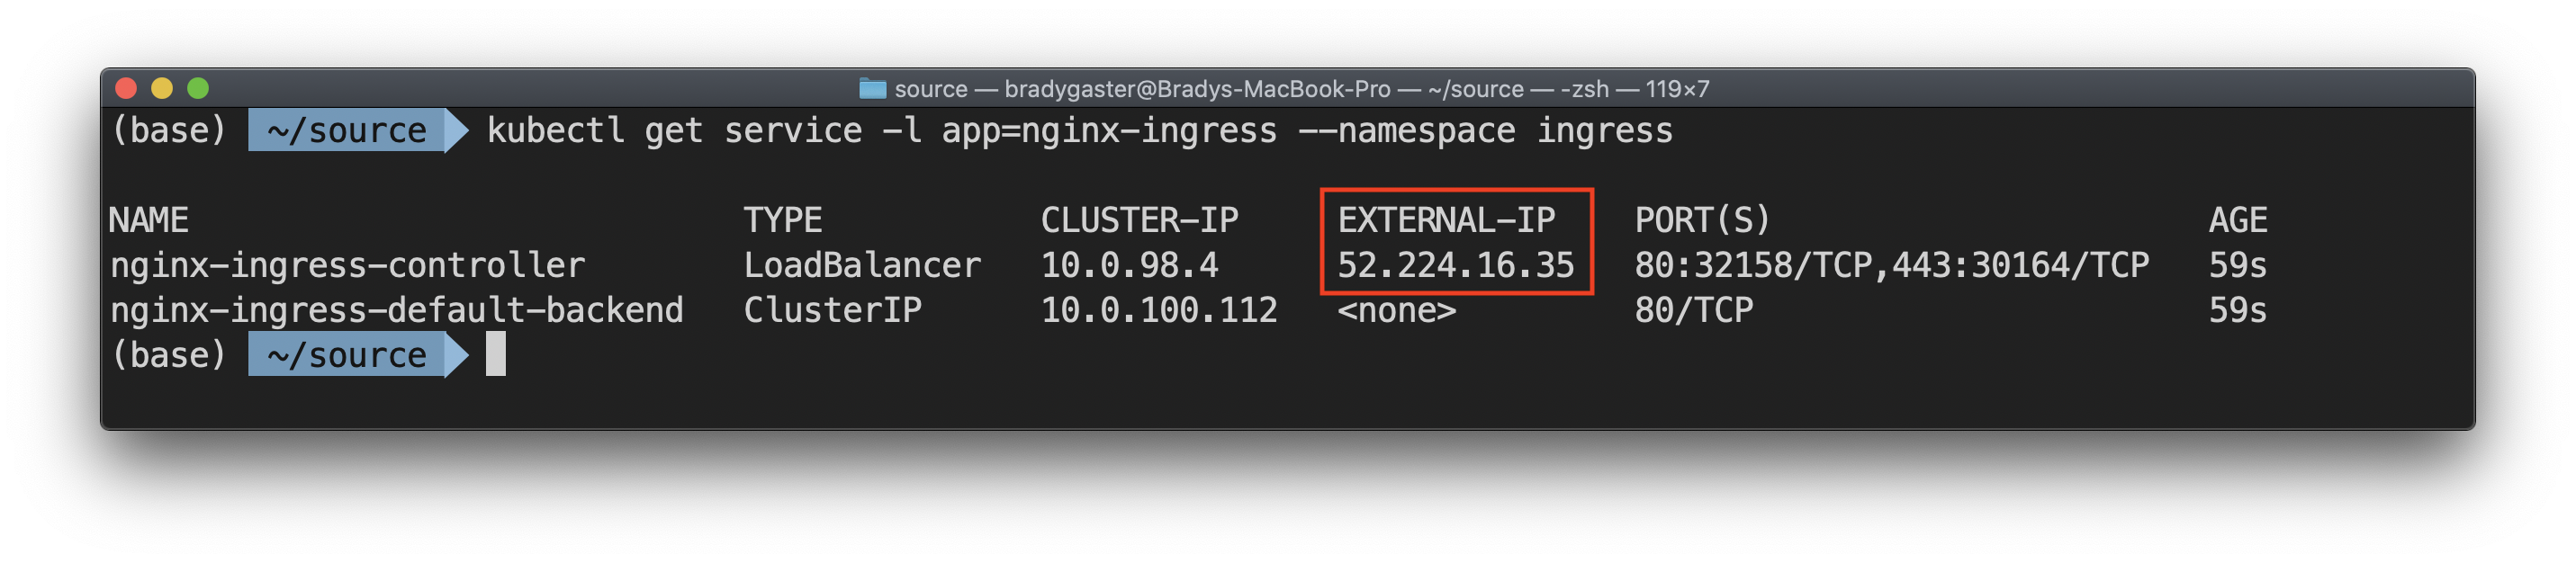 source — bradygaster@Bradys-MacBook-Pro — ~/source — -zsh — 119×7
(base) ~/source kubectl get service -l app=nginx-ingress --namespace ingress
NAME TYPE CLUSTER-IP EXTERNAL-IP PORT(S) AGE
nginx-ingress-controller LoadBalancer 10.0.98.4 52.224.16.35 80:32158/TCP,443:30164/TCP 59s
nginx-ingress-default-backend ClusterIP 10.0.100.112 <none> 80/TCP 59s
(base) ~/source